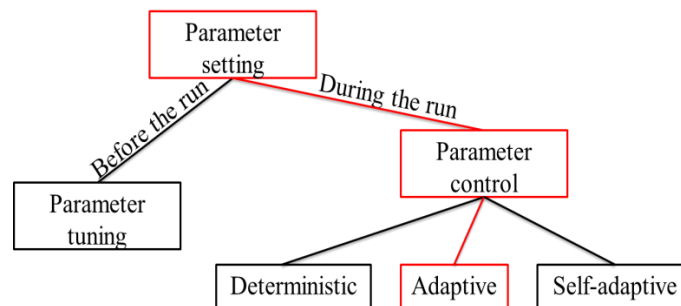 Parameter
setting
Before the run
During the run
Parameter
control
Parameter
tuning
Deterministic
Adaptive
Self-adaptive